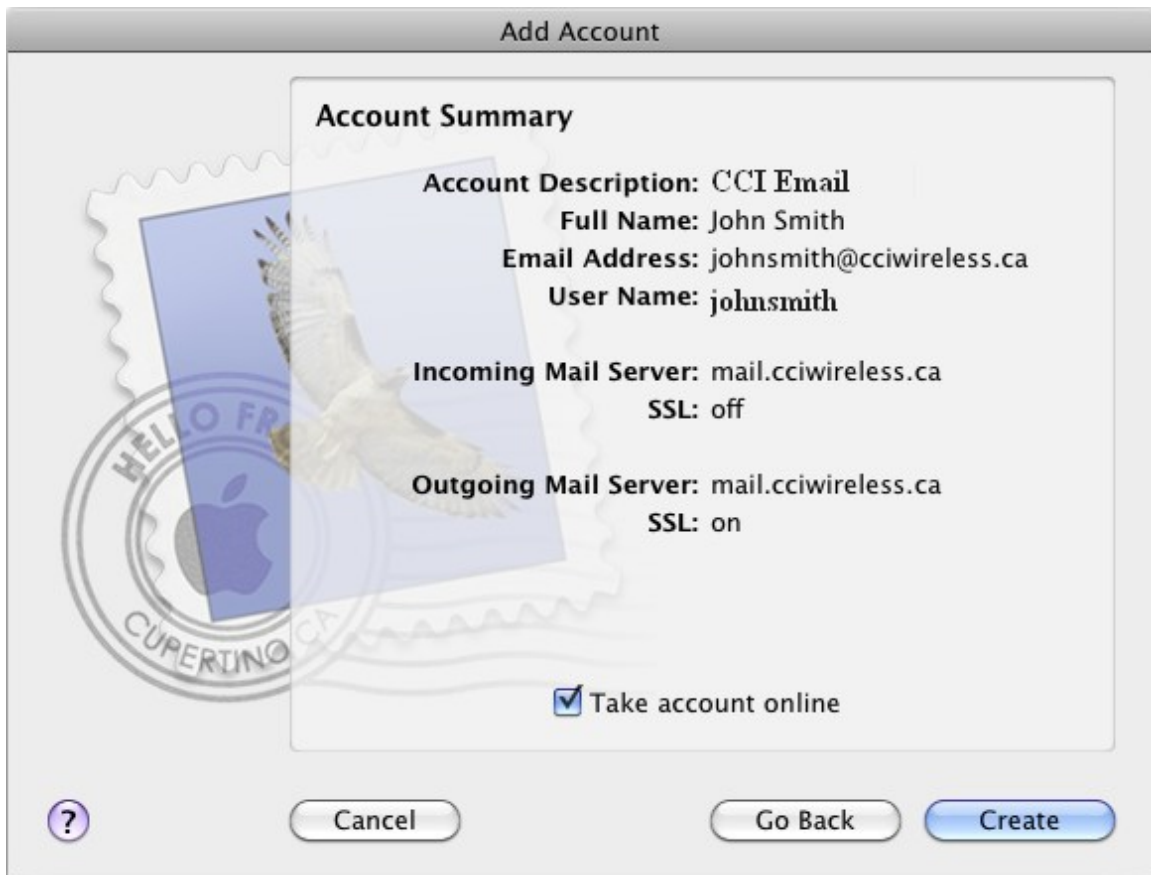 Add Account
Account Summary
Account Description: CCI Email
Full Name: John Smith
Email Address: johnsmith@cciwireless.ca
User Name: johnsmith
Incoming Mail Server: mail.cciwireless.ca
SSL: off
Outgoing Mail Server: mail.cciwireless.ca
SSL: on
HELLO FR
CUPERTINO CA
Take account online
? Cancel Go Back Create